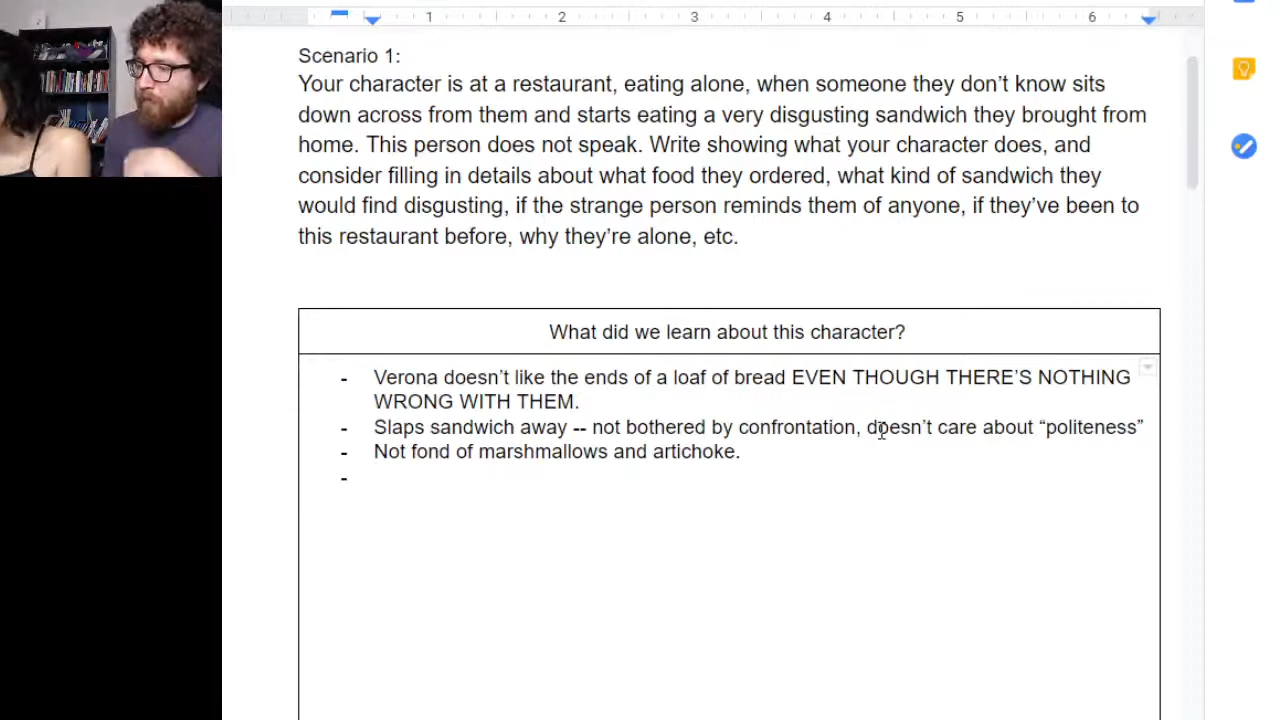 1 2 3 4 5 6
Scenario 1:
Your character is at a restaurant, eating alone, when someone they don’t know sits
down across from them and starts eating a very disgusting sandwich they brought from
home. This person does not speak. Write showing what your character does, and
consider filling in details about what food they ordered, what kind of sandwich they
would find disgusting, if the strange person reminds them of anyone, if they’ve been to
this restaurant before, why they’re alone, etc.
What did we learn about this character?
- Verona doesn’t like the ends of a loaf of bread EVEN THOUGH THERE’S NOTHING
WRONG WITH THEM.
- Slaps sandwich away -- not bothered by confrontation, doesn’t care about “politeness”
- Not fond of marshmallows and artichoke.
-